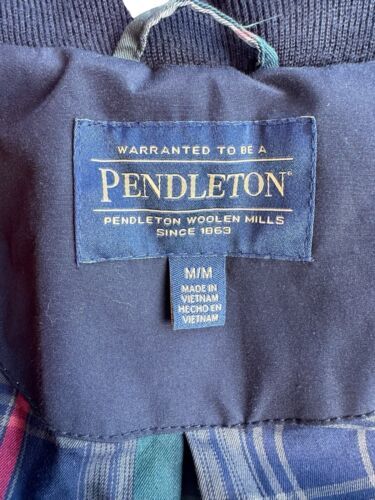 WARRANTED TO BE A
PENDLETON®
PENDLETON WOOLEN MILLS
SINCE 1863
M/M
MADE IN
VIETNAM
HECHO EN
VIETNAM